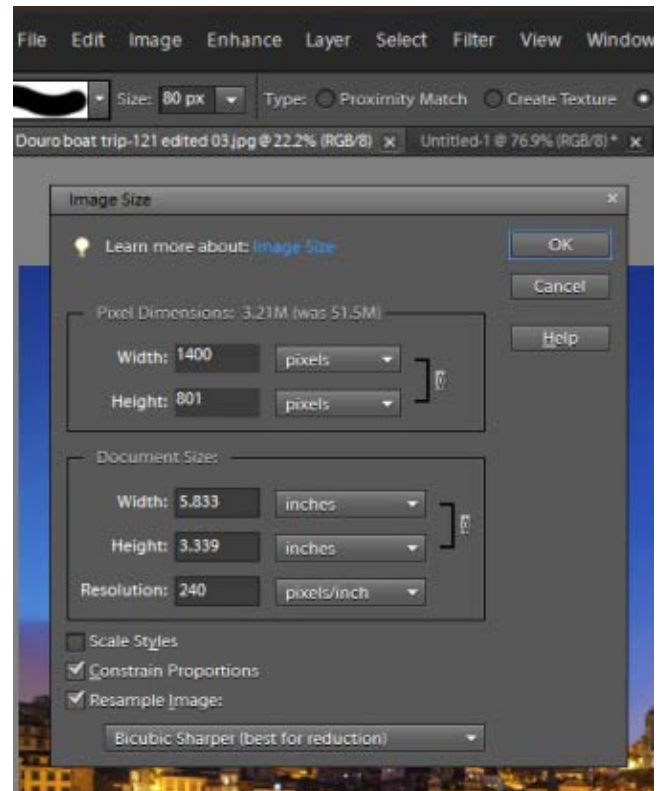 File Edit Image Enhance Layer Select Filter View Window
Size: 80 px Type: Proximity Match Create Texture
Douro boat trip-121 edited 03.jpg @ 22.2% (RGB/8) x Untitled-1 @ 76.9% (RGB/8) * x
Image Size x
Learn more about: Image Size OK
Cancel
Pixel Dimensions: 3.21M (was 51.5M)
Help
Width: 1400 pixels
Height: 801 pixels
Document Size:
Width: 5.833 inches
Height: 3.339 inches
Resolution: 240 pixels/inch
Scale Styles
Constrain Proportions
Resample Image:
Bicubic Sharper (best for reduction)